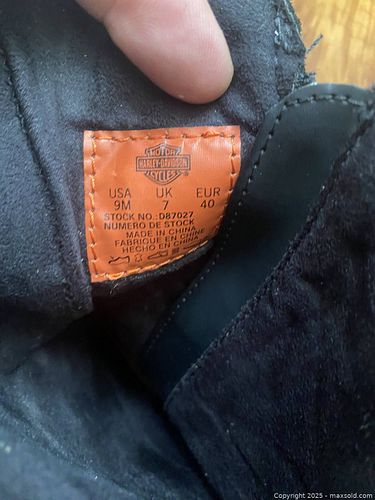 MOTOR
HARLEY-DAVIDSON
CYCLES
USA UK EUR
9M 7 40
STOCK NO.:D87027
NUMERO DE STOCK
MADE IN CHINA
FABRIQUE EN CHINE
HECHO EN CHINA
Copyright 2025 - maxsold.com